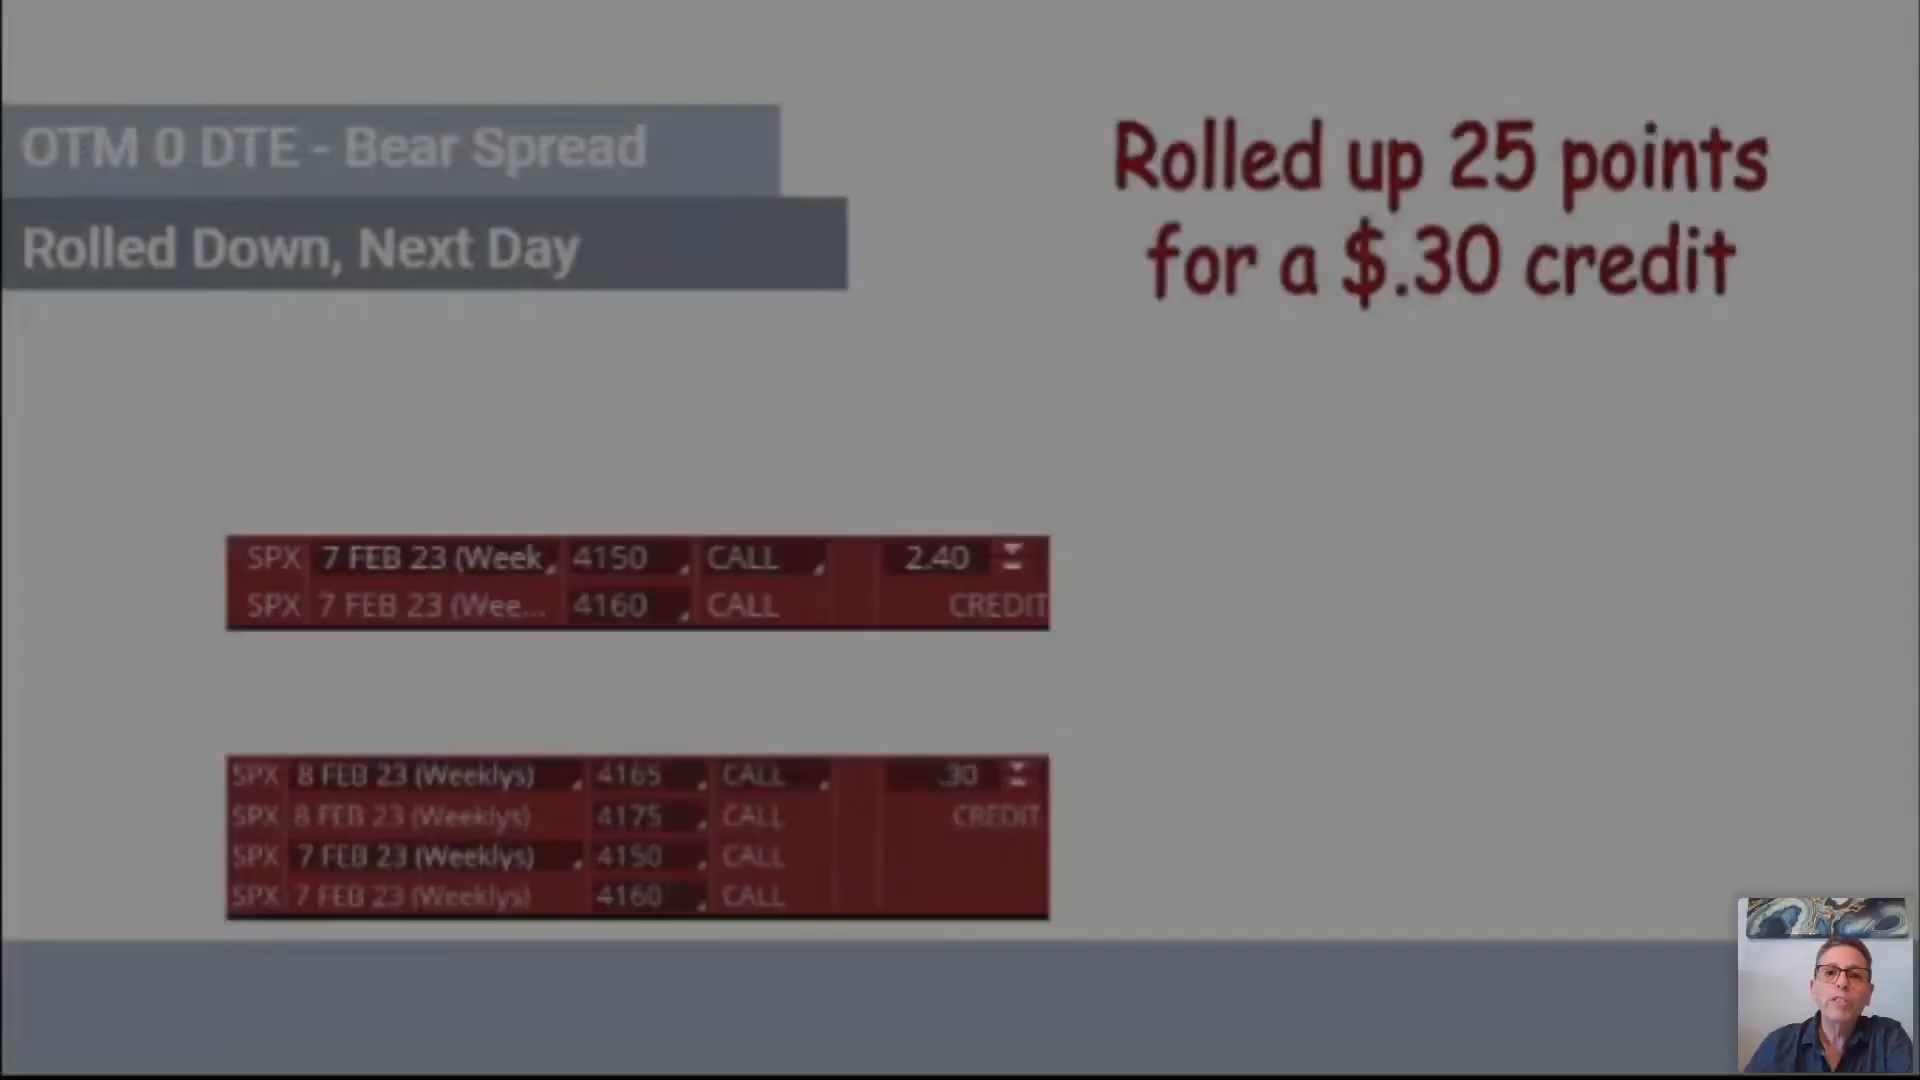 OTM 0 DTE - Bear Spread
Rolled Down, Next Day
Rolled up 25 points
for a $.30 credit
SPX 7 FEB 23 (Week 4150 CALL 2.40
SPX 7 FEB 23 (Wee... 4160 CALL CREDIT
SPX 8 FEB 23 (Weeklys) 4165 CALL .30
SPX 8 FEB 23 (Weeklys) 4175 CALL CREDIT
SPX 7 FEB 23 (Weeklys) 4150 CALL
SPX 7 FEB 23 (Weeklys) 4160 CALL